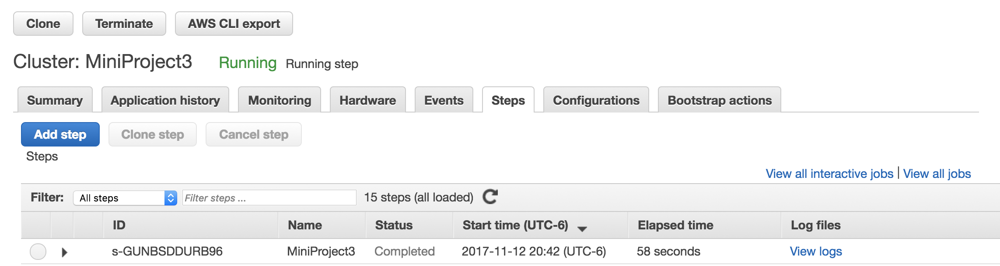 Clone Terminate AWS CLI export
Cluster: MiniProject3 Running Running step
Summary Application history Monitoring Hardware Events Steps Configurations Bootstrap actions
Add step Clone step Cancel step
Steps
View all interactive jobs | View all jobs
Filter: All steps Filter steps ... 15 steps (all loaded)
ID Name Status Start time (UTC-6) Elapsed time Log files
s-GUNBSDDURB96 MiniProject3 Completed 2017-11-12 20:42 (UTC-6) 58 seconds View logs